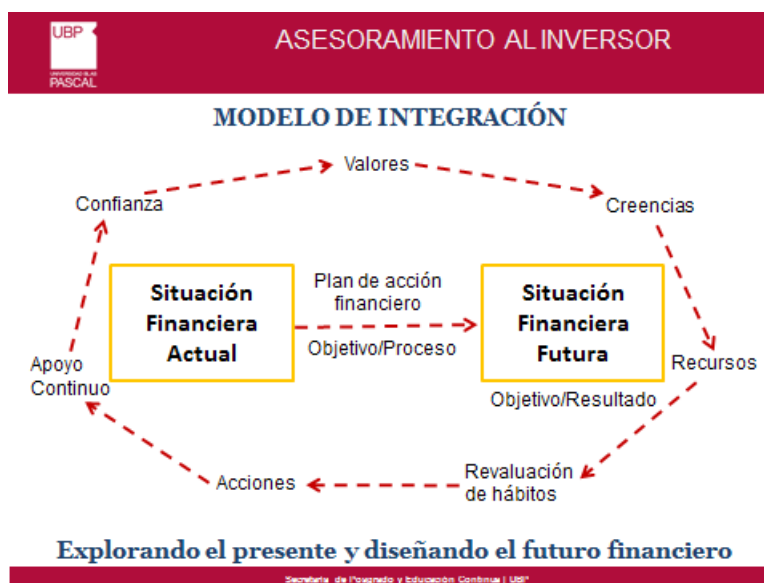 UBP
UNIVERSIDAD BLAS
PASCAL
ASESORAMIENTO AL INVERSOR
MODELO DE INTEGRACIÓN
Valores
Confianza
Creencias
Situación
Financiera
Actual
Plan de acción
financiero
Objetivo/Proceso
Situación
Financiera
Futura
Apoyo
Continuo
Recursos
Objetivo/Resultado
Acciones
Revaluación
de hábitos
Explorando el presente y diseñando el futuro financiero
Secretaría de Posgrado y Educación Continua | UBP